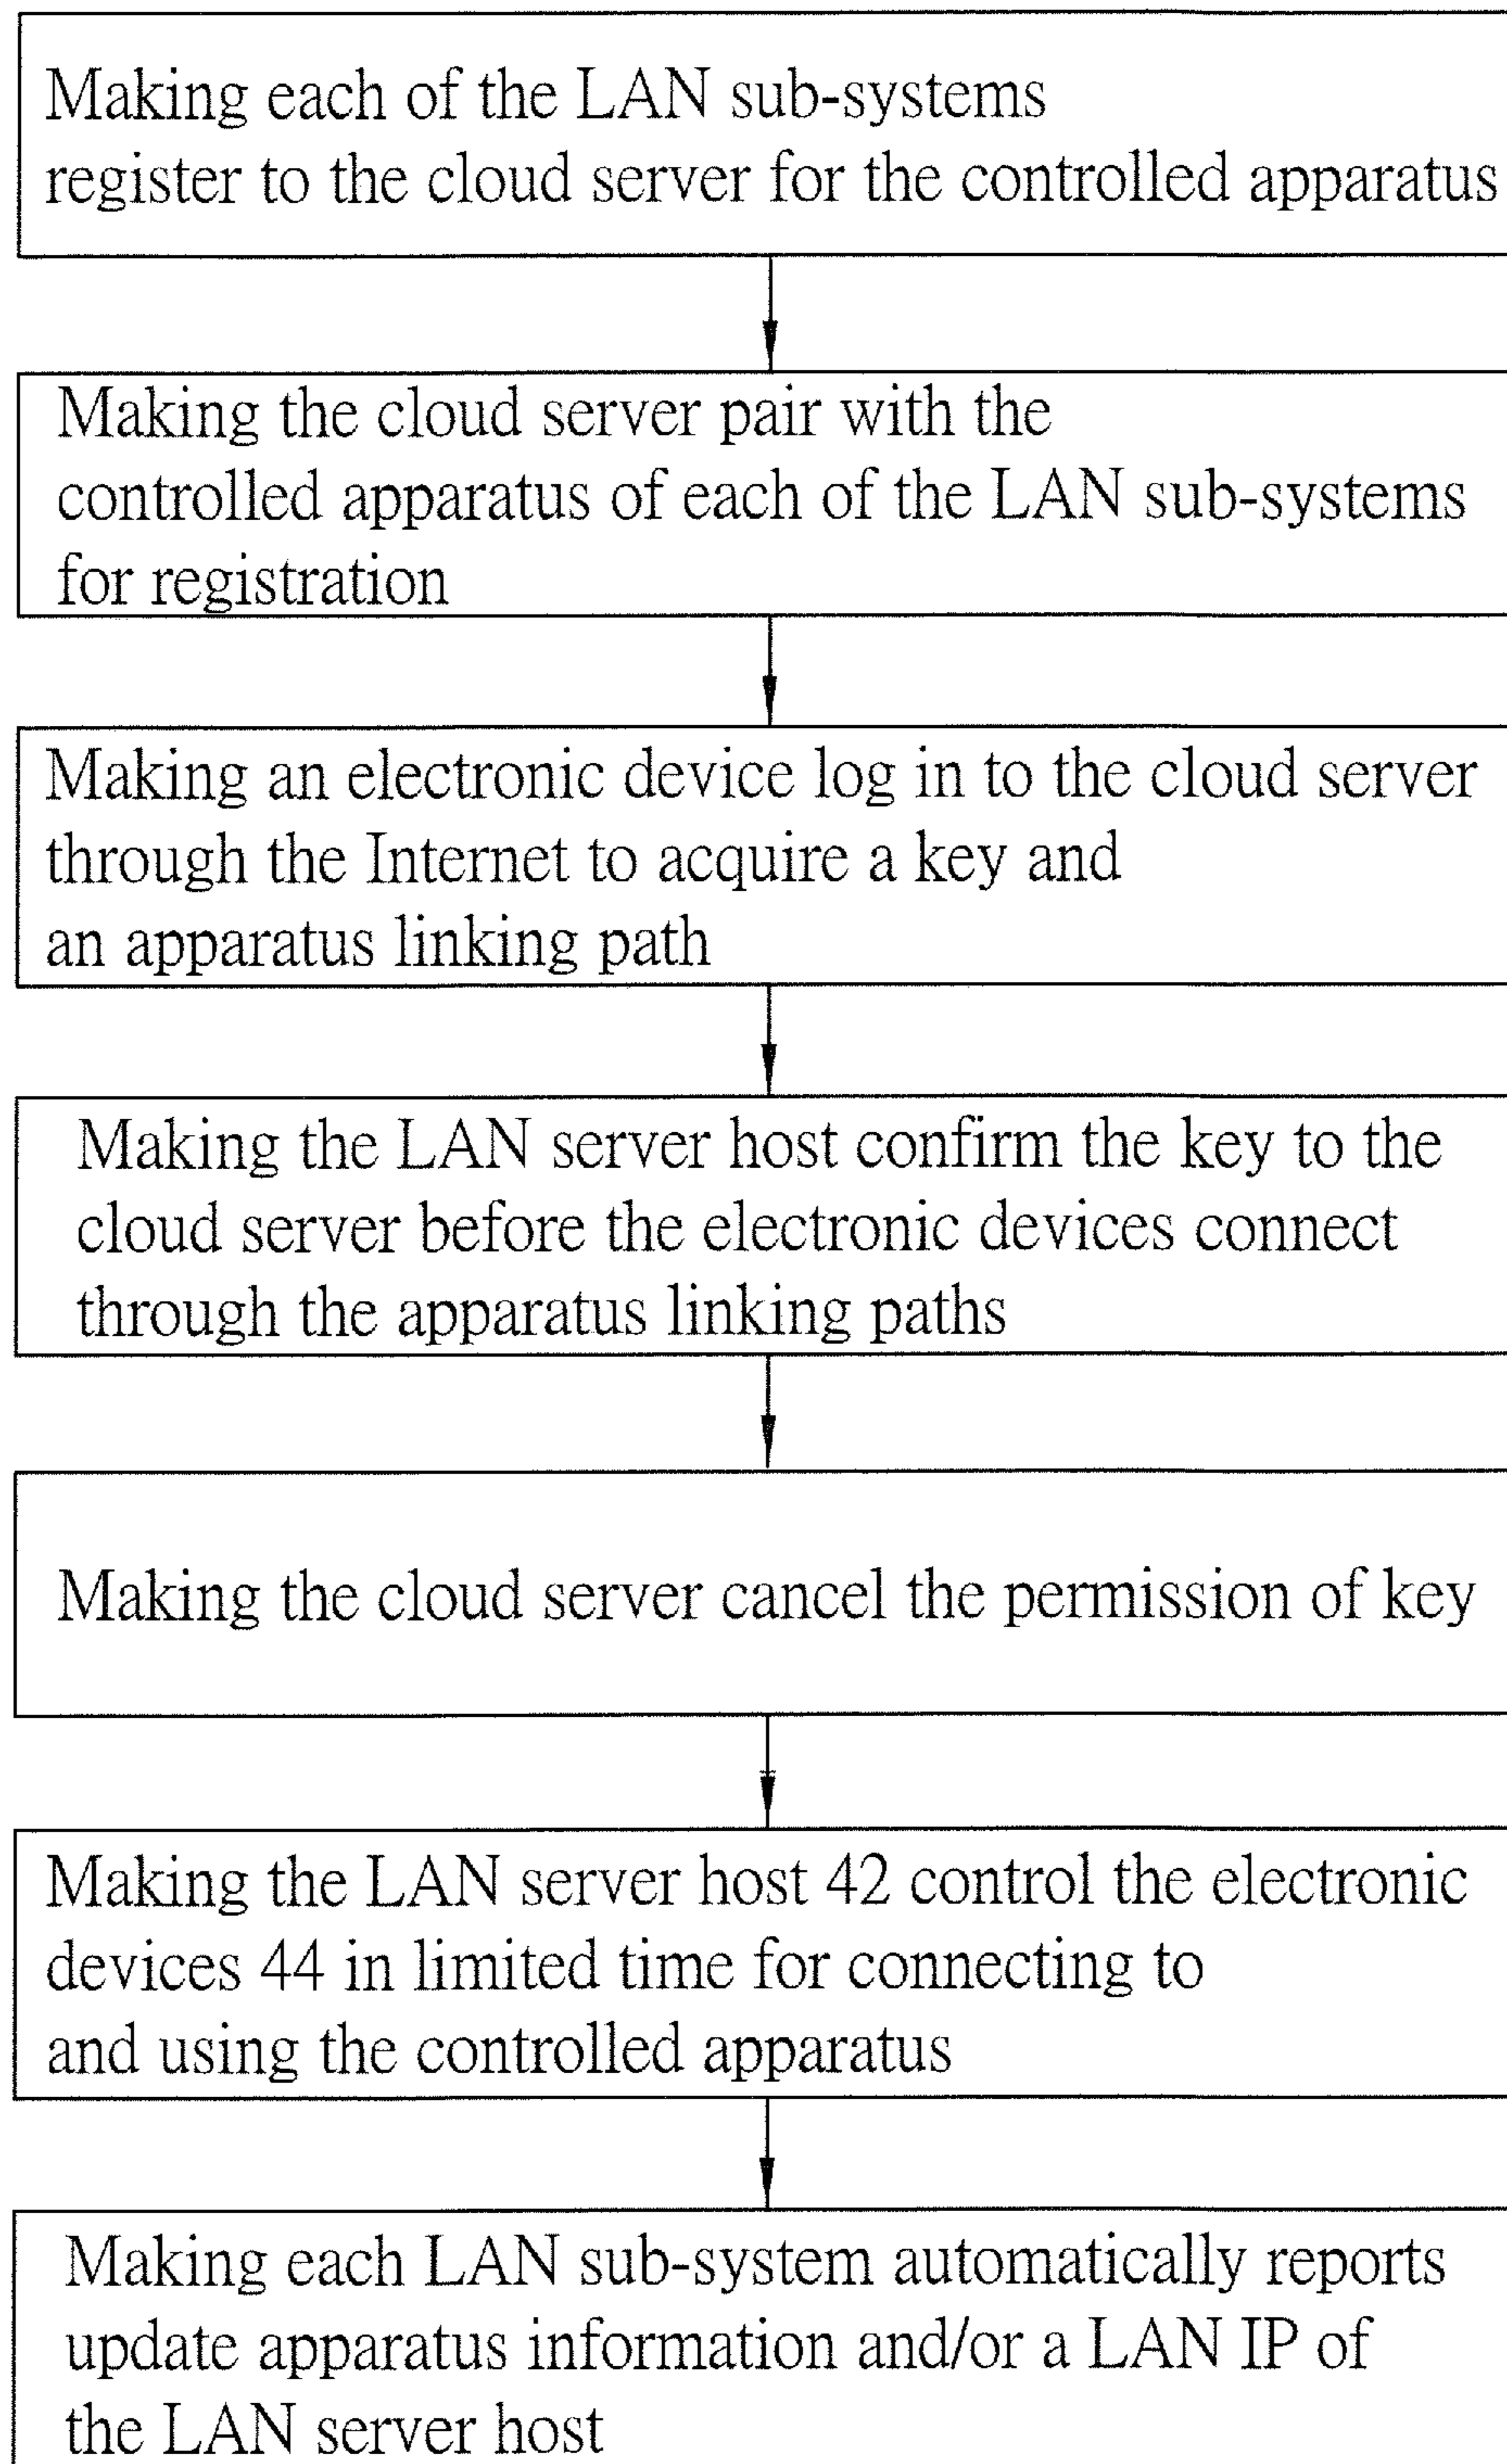 Making each of the LAN sub-systems
register to the cloud server for the controlled apparatus
Making the cloud server pair with the
controlled apparatus of each of the LAN sub-systems
for registration
Making an electronic device log in to the cloud server
through the Internet to acquire a key and
an apparatus linking path
Making the LAN server host confirm the key to the
cloud server before the electronic devices connect
through the apparatus linking paths
Making the cloud server cancel the permission of key
Making the LAN server host 42 control the electronic
devices 44 in limited time for connecting to
and using the controlled apparatus
Making each LAN sub-system automatically reports
update apparatus information and/or a LAN IP of
the LAN server host